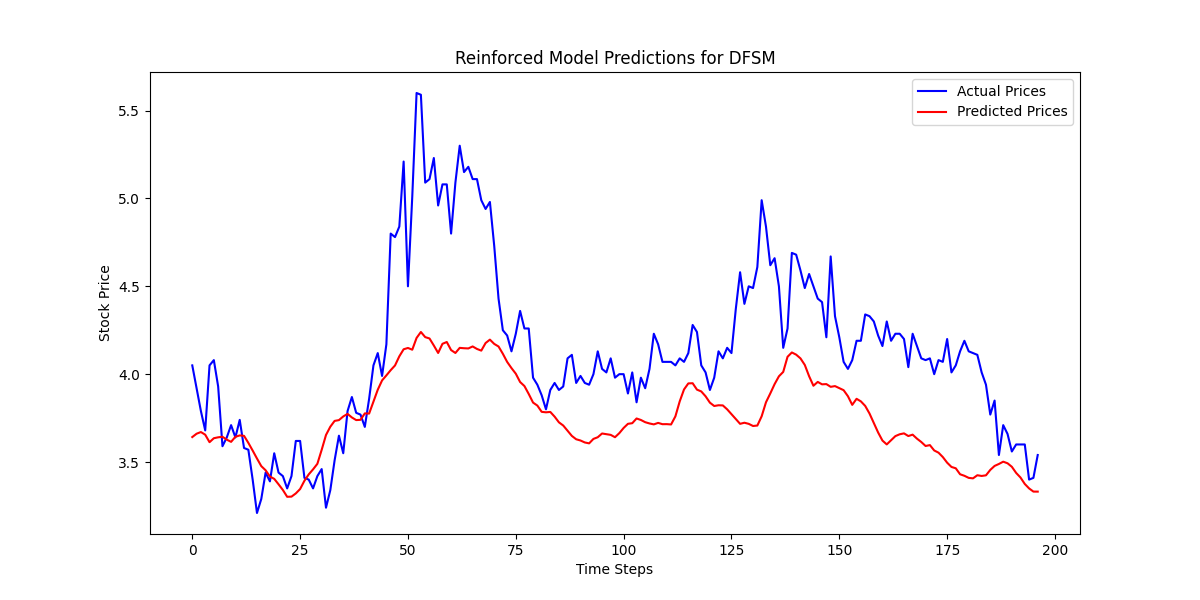 Reinforced Model Predictions for DFSM
Actual Prices
Predicted Prices
Stock Price
5.5
5.0
4.5
4.0
3.5
0 25 50 75 100 125 150 175 200
Time Steps